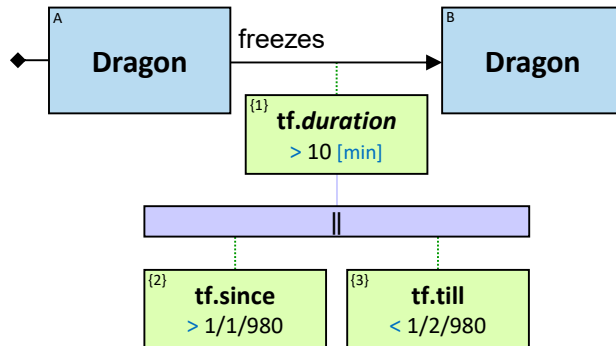 A
Dragon
freezes
B
Dragon
{1}
tf.duration
> 10 [min]
||
{2}
tf.since
> 1/1/980
{3}
tf.till
< 1/2/980